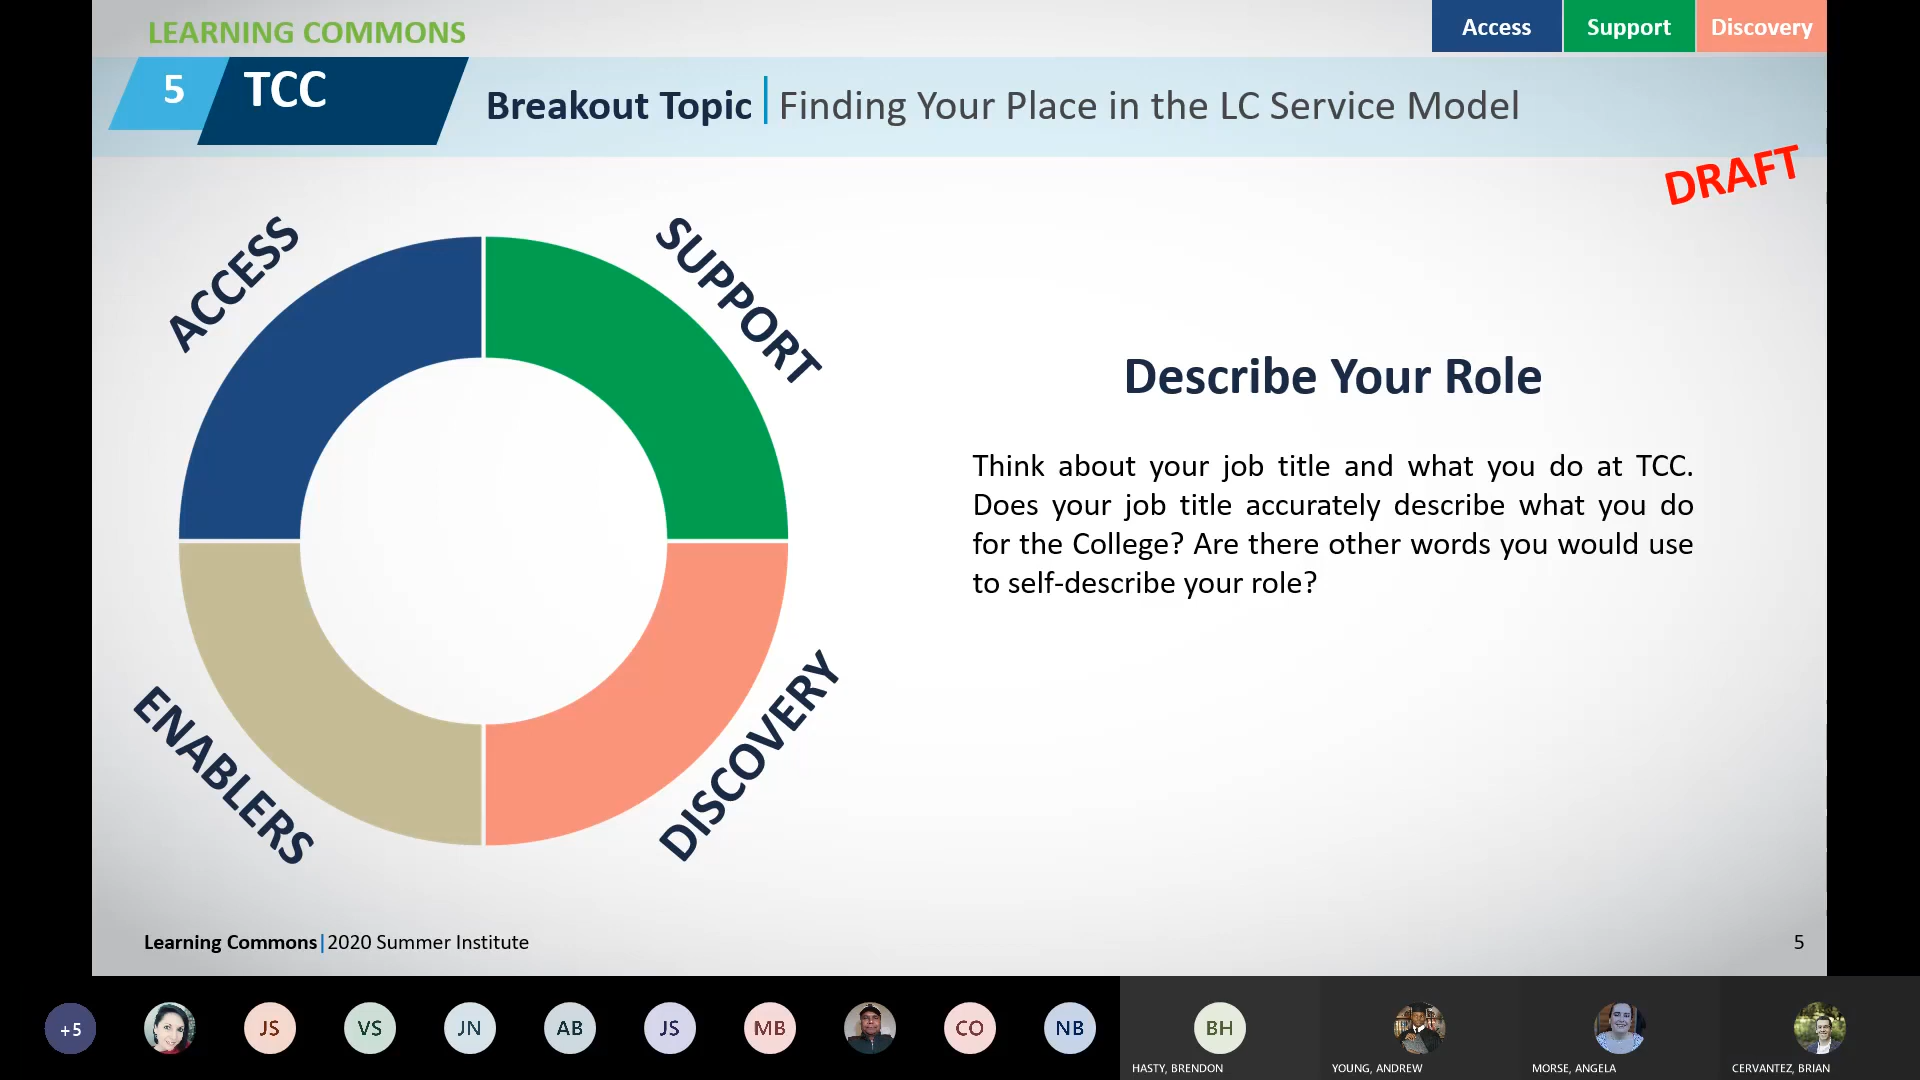 LEARNING COMMONS
Access
Support
Discovery
5
TCC
Breakout Topic
Finding Your Place in the LC Service Model
DRAFT
ACCESS
SUPPORT
Describe Your Role
Think about your job title and what you do at TCC.
Does your job title accurately describe what you do
for the College? Are there other words you would use
to self-describe your role?
ENABLERS
DISCOVERY
Learning Commons|2020 Summer Institute
5
+5
JS
VS
JN
AB
JS
MB
CO
NB
BH
HASTY, BRENDON
YOUNG, ANDREW
MORSE, ANGELA
CERVANTEZ, BRIAN